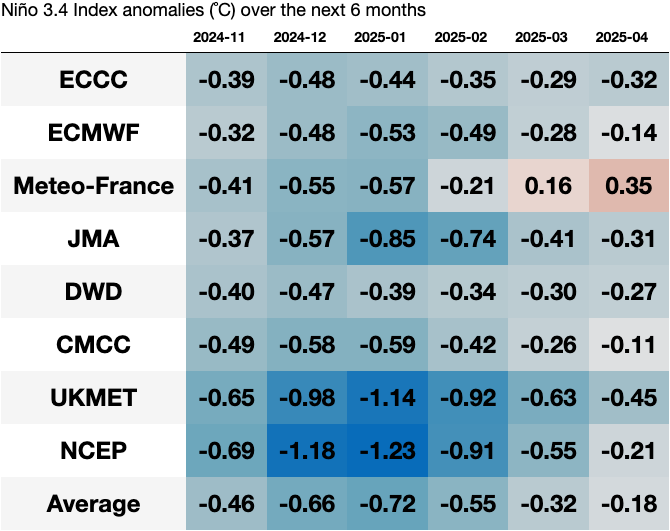 Niño 3.4 Index anomalies (˚C) over the next 6 months
2024-11 2024-12 2025-01 2025-02 2025-03 2025-04
ECCC -0.39 -0.48 -0.44 -0.35 -0.29 -0.32
ECMWF -0.32 -0.48 -0.53 -0.49 -0.28 -0.14
Meteo-France -0.41 -0.55 -0.57 -0.21 0.16 0.35
JMA -0.37 -0.57 -0.85 -0.74 -0.41 -0.31
DWD -0.40 -0.47 -0.39 -0.34 -0.30 -0.27
CMCC -0.49 -0.58 -0.59 -0.42 -0.26 -0.11
UKMET -0.65 -0.98 -1.14 -0.92 -0.63 -0.45
NCEP -0.69 -1.18 -1.23 -0.91 -0.55 -0.21
Average -0.46 -0.66 -0.72 -0.55 -0.32 -0.18